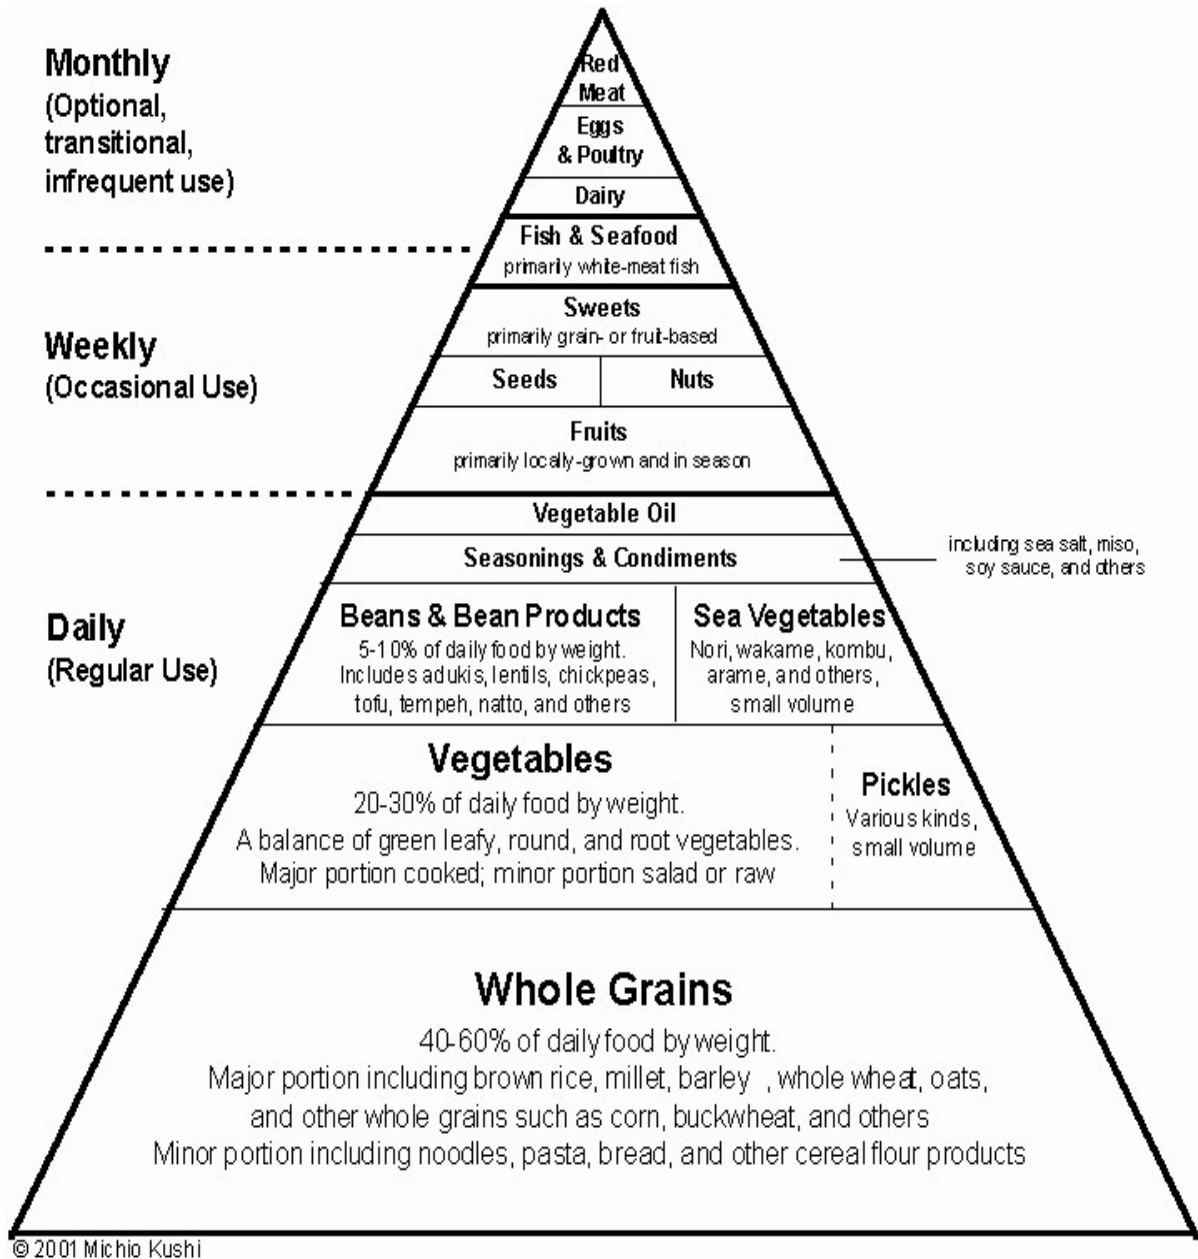 Monthly
(Optional,
transitional,
infrequent use)
Red
Meat
Eggs
& Poultry
Dairy
Fish & Seafood
primarily white-meat fish
Weekly
(Occasional Use)
Sweets
primarily grain- or fruit-based
Seeds
Nuts
Fruits
primarily locally-grown and in season
Daily
(Regular Use)
Vegetable Oil
Seasonings & Condiments
including sea salt, miso,
soy sauce, and others
Beans & Bean Products
5-10% of daily food by weight.
Includes adukis, lentils, chickpeas,
tofu, tempeh, natto, and others
Sea Vegetables
Nori, wakame, kombu,
arame, and others,
small volume
Vegetables
20-30% of daily food by weight.
A balance of green leafy, round, and root vegetables.
Major portion cooked; minor portion salad or raw
Pickles
Various kinds,
small volume
Whole Grains
40-60% of daily food by weight.
Major portion including brown rice, millet, barley , whole wheat, oats,
and other whole grains such as corn, buckwheat, and others
Minor portion including noodles, pasta, bread, and other cereal flour products
© 2001 Michio Kushi